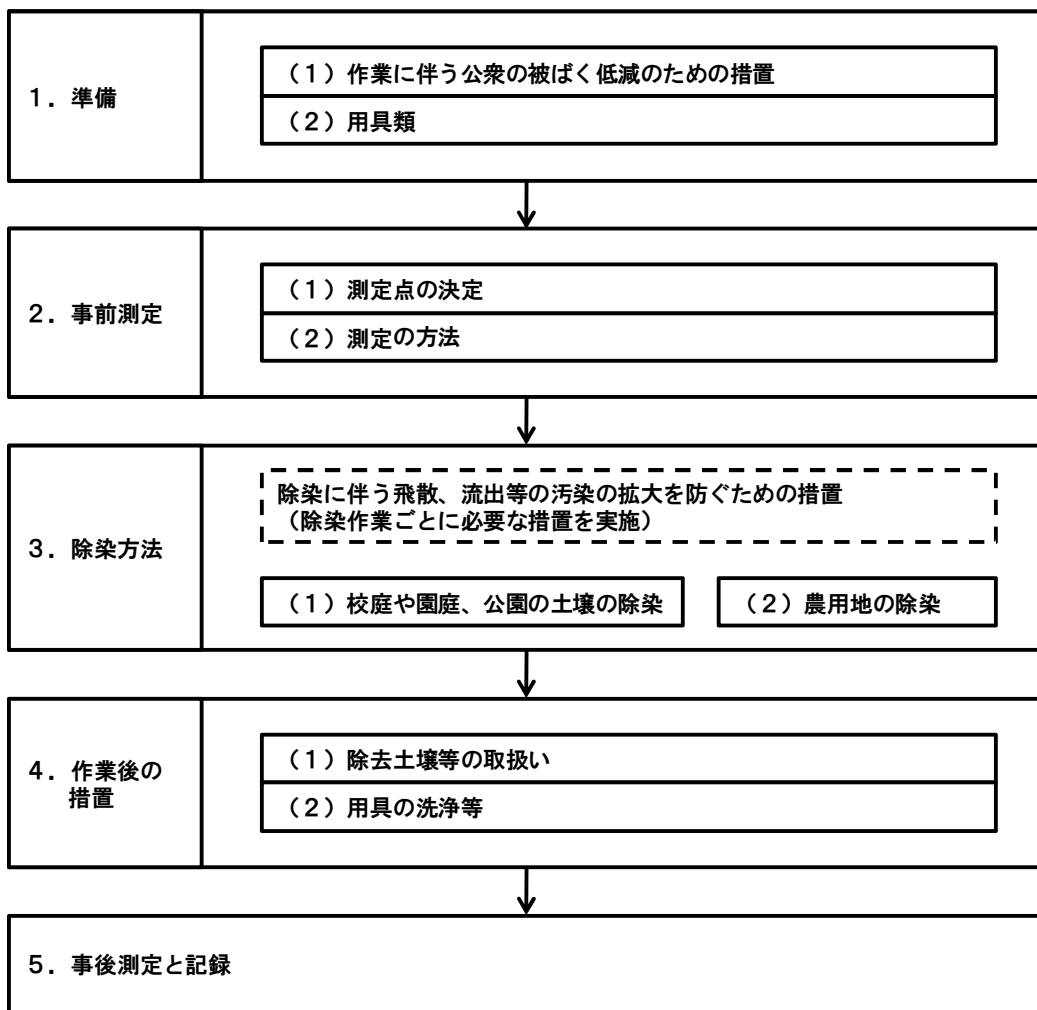 1．準備
（1）作業に伴う公衆の被ばく低減のための措置
（2）用具類
2．事前測定
（1）測定点の決定
（2）測定の方法
3．除染方法
除染に伴う飛散、流出等の汚染の拡大を防ぐための措置
（除染作業ごとに必要な措置を実施）
（1）校庭や園庭、公園の土壌の除染
（2）農用地の除染
4．作業後の
措置
（1）除去土壌等の取扱い
（2）用具の洗浄等
5．事後測定と記録